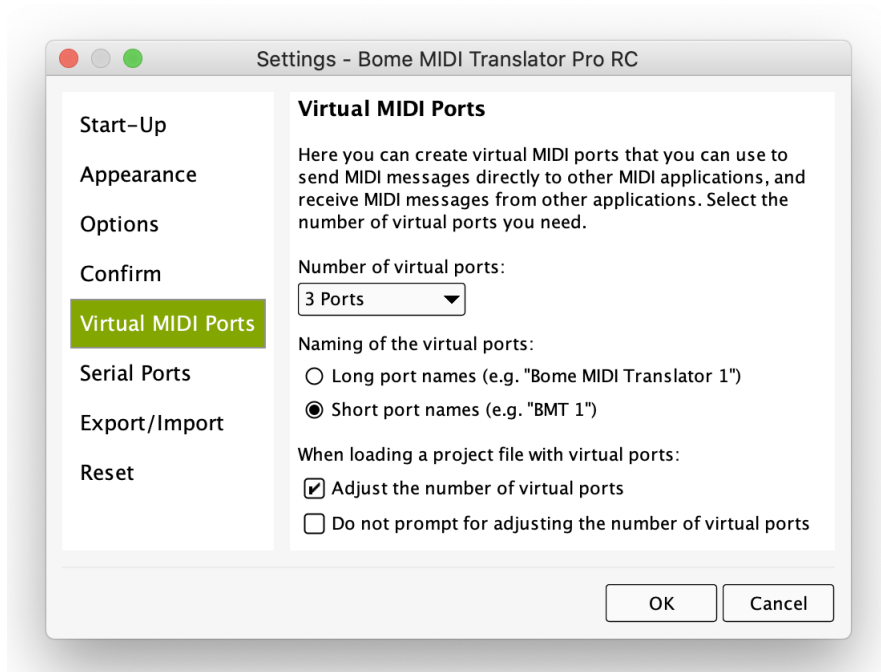 Settings - Bome MIDI Translator Pro RC
Start-Up
Appearance
Options
Confirm
Virtual MIDI Ports
Serial Ports
Export/Import
Reset
Virtual MIDI Ports
Here you can create virtual MIDI ports that you can use to
send MIDI messages directly to other MIDI applications, and
receive MIDI messages from other applications. Select the
number of virtual ports you need.
Number of virtual ports:
3 Ports
Naming of the virtual ports:
Long port names (e.g. "Bome MIDI Translator 1")
Short port names (e.g. "BMT 1")
When loading a project file with virtual ports:
Adjust the number of virtual ports
Do not prompt for adjusting the number of virtual ports
OK
Cancel